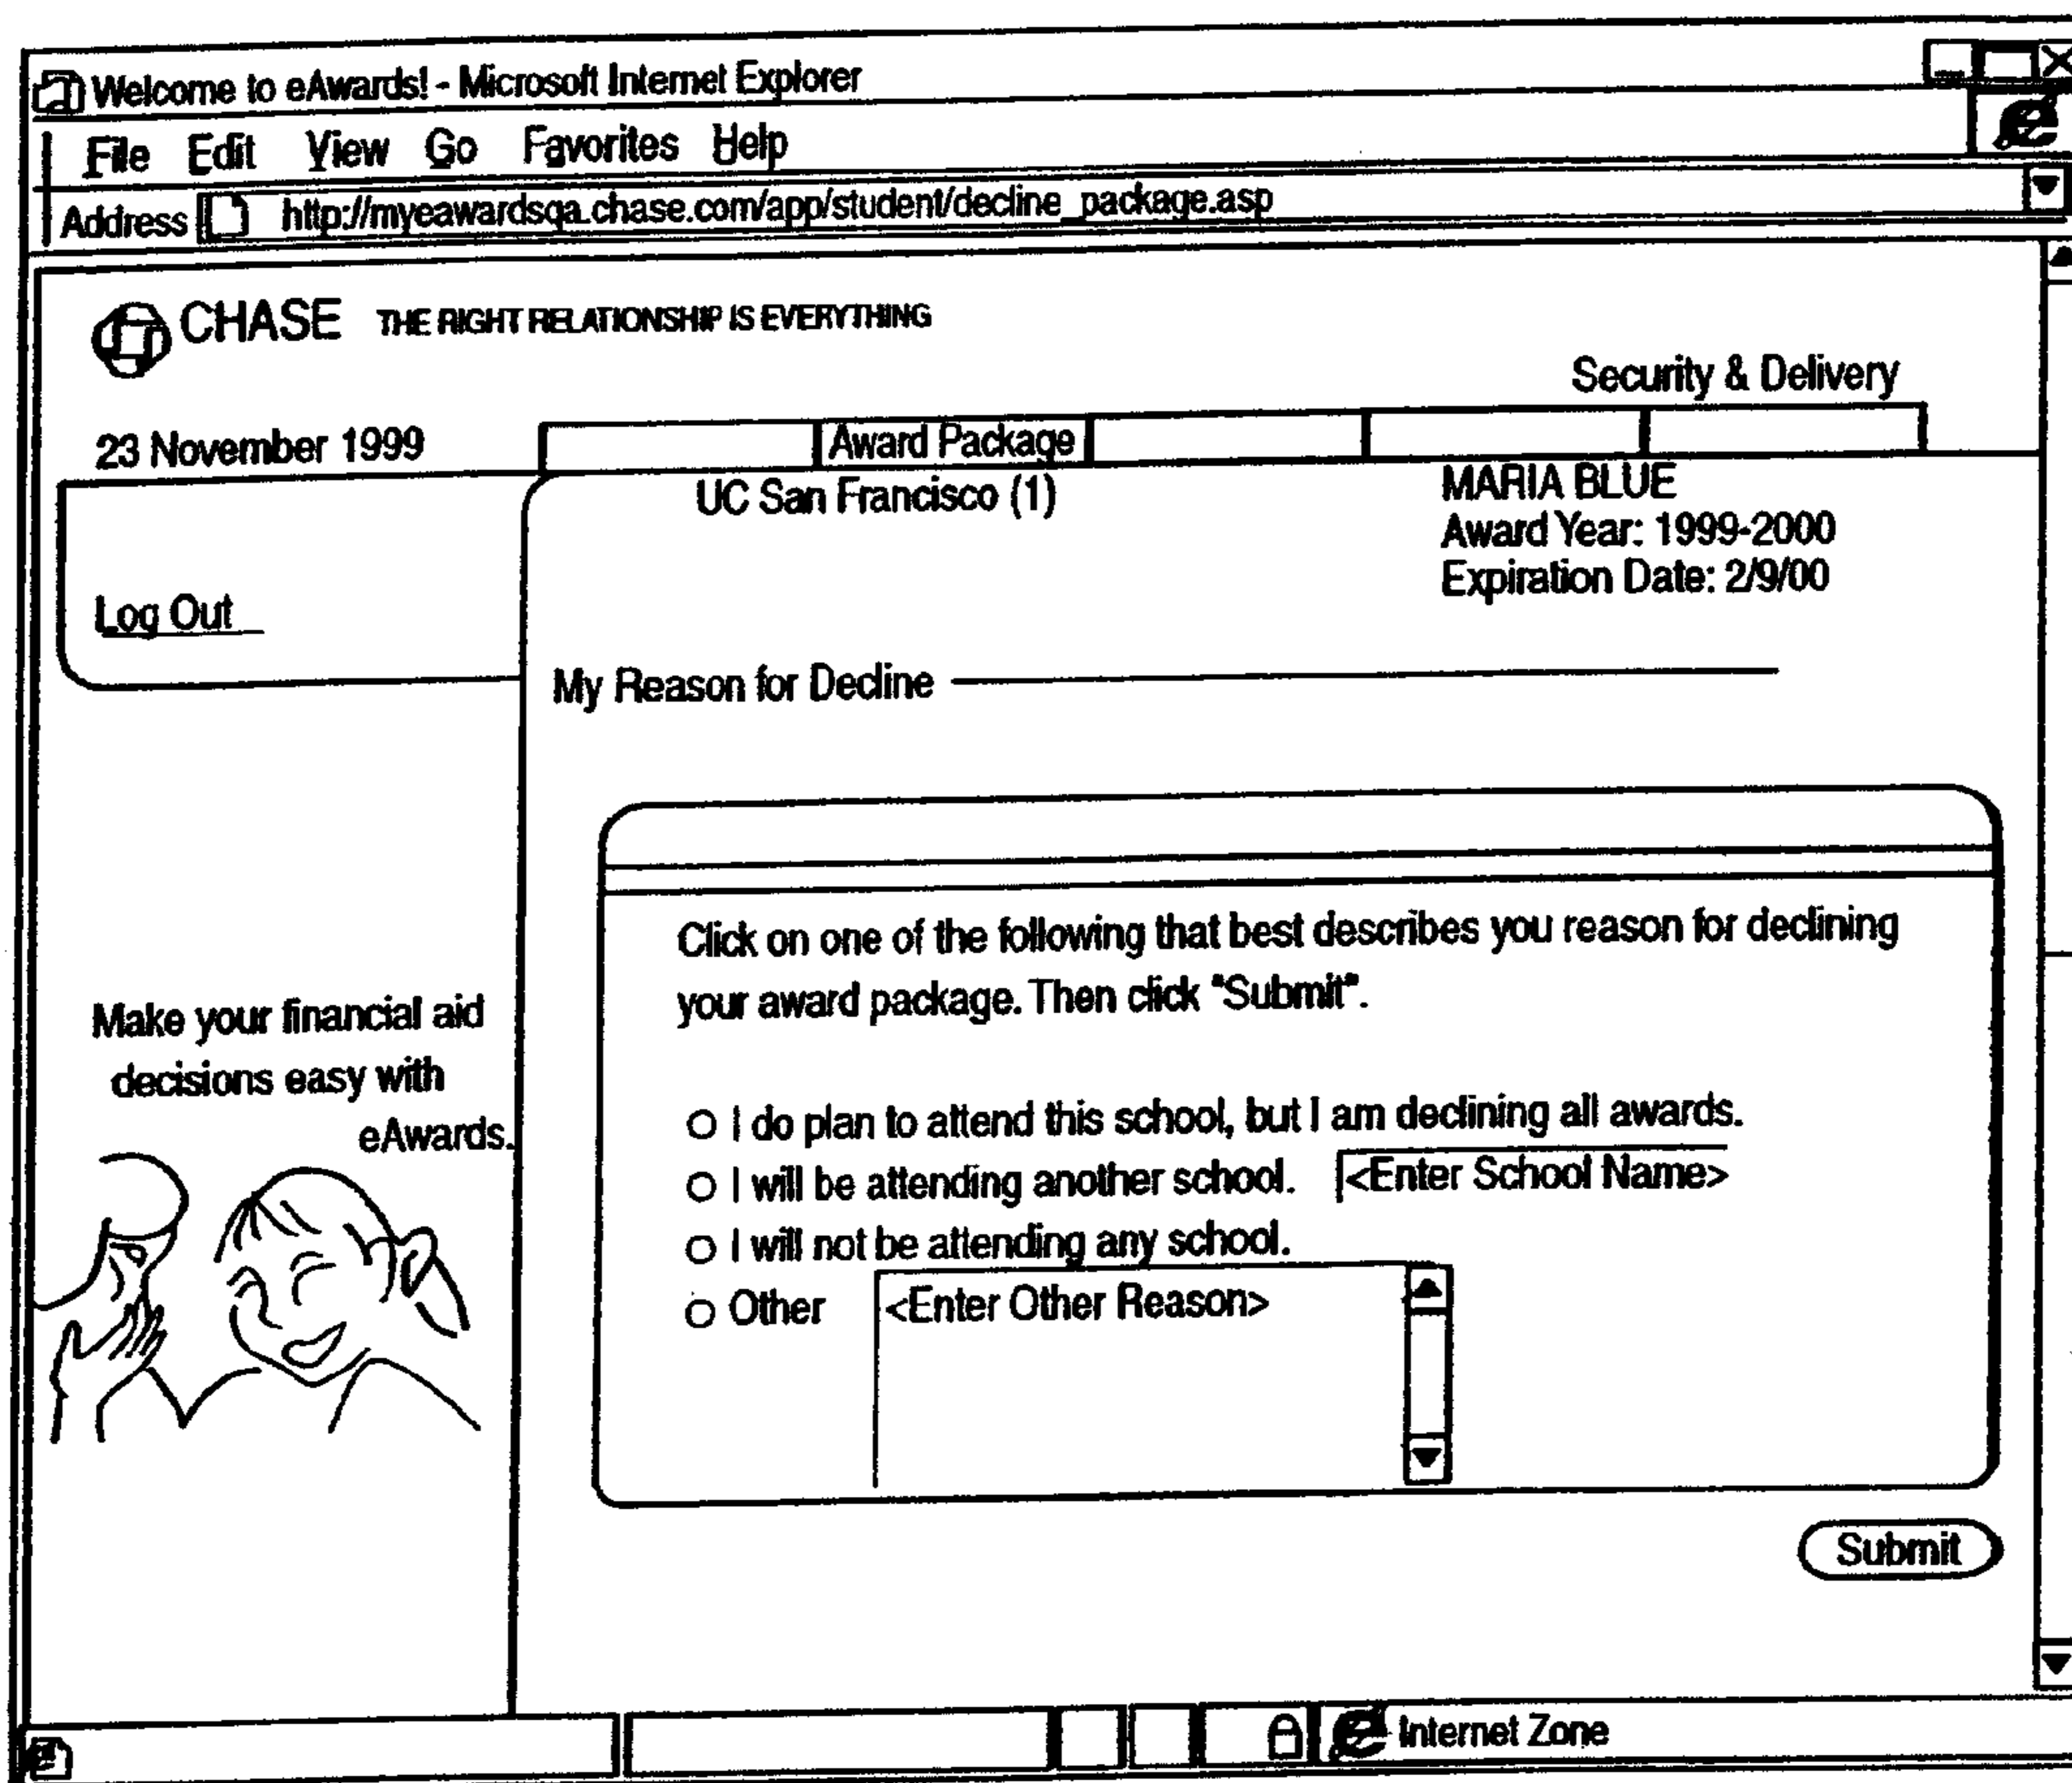 Welcome to eAwards! - Microsoft Internet Explorer
File Edit View Go Favorites Help
Address http://myeawardsqa.chase.com/app/student/decline_package.asp
CHASE THE RIGHT RELATIONSHIP IS EVERYTHING
Security & Delivery
23 November 1999
Award Package
UC San Francisco (1)
MARIA BLUE
Award Year: 1999-2000
Expiration Date: 2/9/00
Log Out
My Reason for Decline
Click on one of the following that best describes you reason for declining
your award package. Then click "Submit".
Make your financial aid
decisions easy with
eAwards.
I do plan to attend this school, but I am declining all awards.
I will be attending another school. <Enter School Name>
I will not be attending any school.
Other <Enter Other Reason>
Submit
Internet Zone